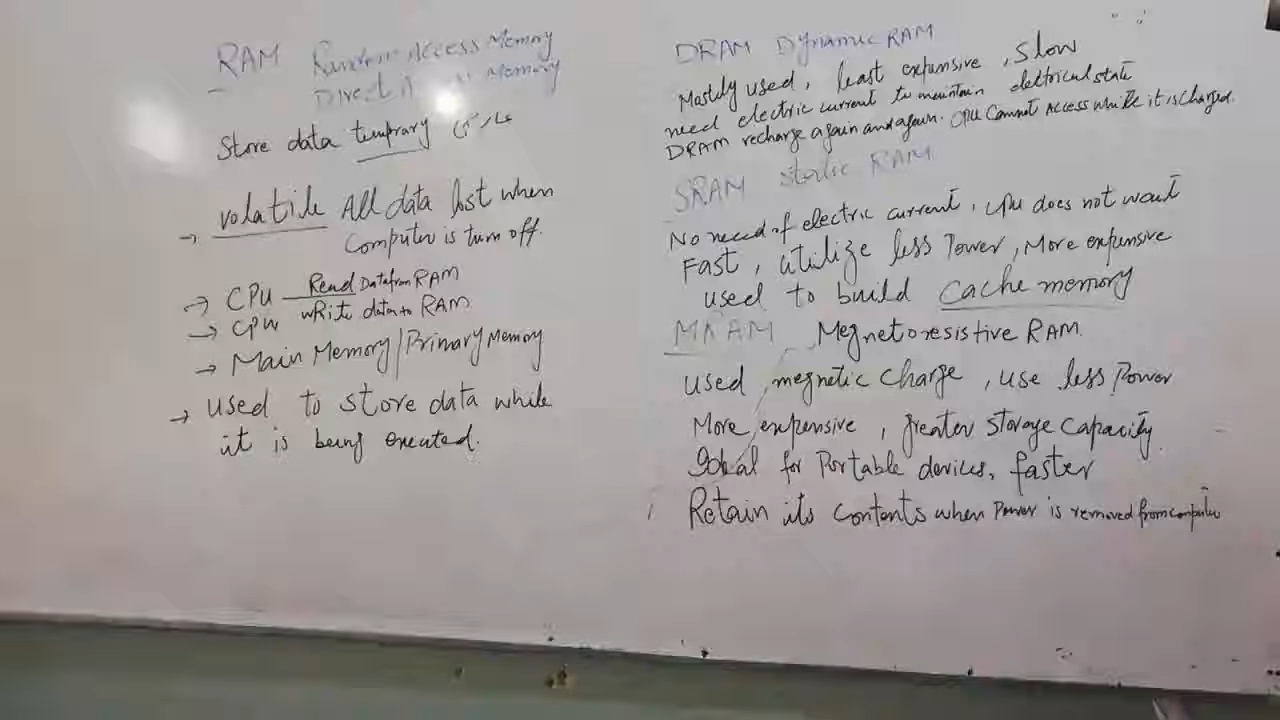 RAM Random Access Memory
Direct Memory
Store data temprary
→ volatile All data lost when
Computer is turn off.
→ CPU Read Data from RAM
→ CPU wRite data to RAM
→ Main Memory/Primary Memory
→ used to store data while
it is being executed.
DRAM Dynamic RAM
Mostly used, least expensive, slow
need electric current to maintain elctrical state
DRAM recharge again and again. CPU Cannot Access while it is charged.
SRAM Static RAM
No need of electric current, CPU does not wait
Fast, utilize less Power, More expensive
used to build Cache memory
MRAM Megnetoresistive RAM
used megnetic charge, use less Power
More expensive, greater storage capacity
Ideal for Portable devices, faster
Retain its contents when Power is removed from computer